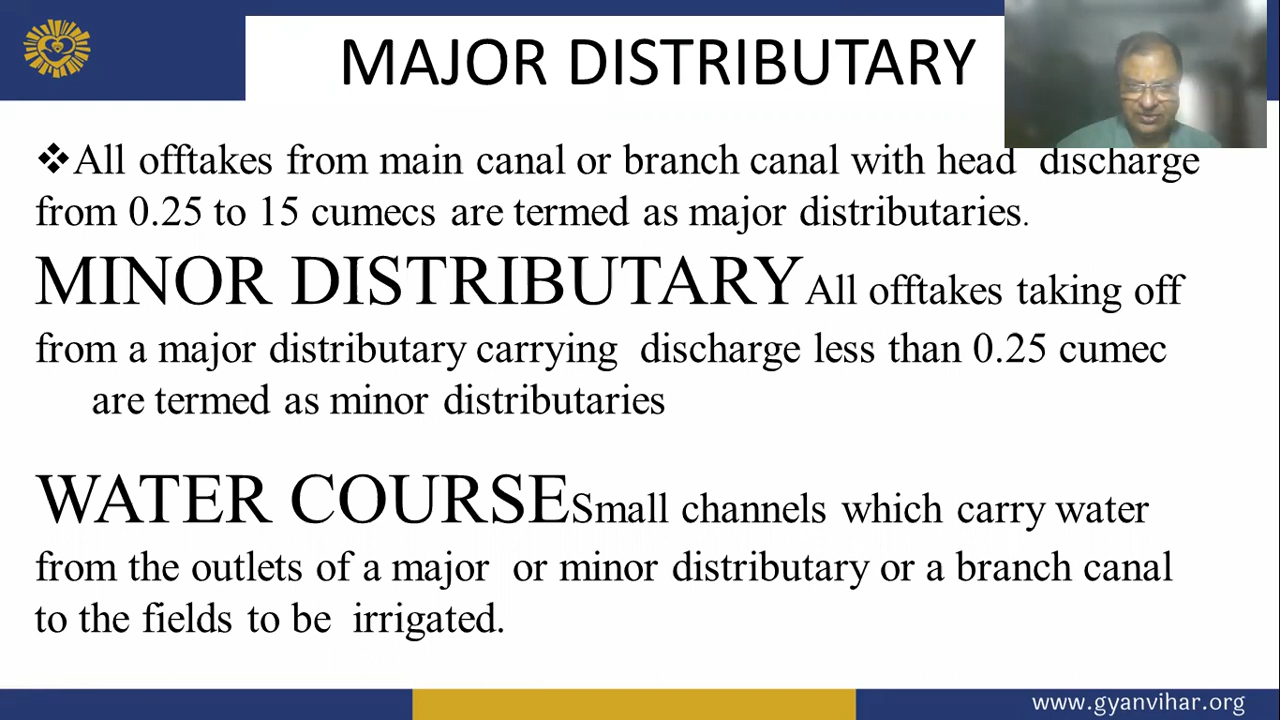 MAJOR DISTRIBUTARY
❖All offtakes from main canal or branch canal with head discharge
from 0.25 to 15 cumecs are termed as major distributaries.
MINOR DISTRIBUTARY All offtakes taking off
from a major distributary carrying discharge less than 0.25 cumec
are termed as minor distributaries
WATER COURSESmall channels which carry water
from the outlets of a major or minor distributary or a branch canal
to the fields to be irrigated.
www.gyanvihar.org